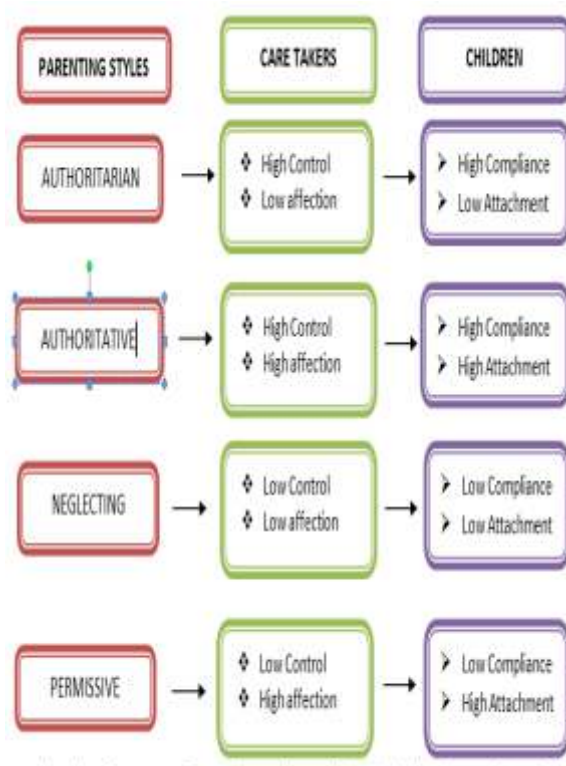 PARENTING STYLES
CARE TAKERS
CHILDREN
AUTHORITARIAN
❖ High Control
❖ Low affection
➢ High Compliance
➢ Low Attachment
AUTHORITATIVE
❖ High Control
❖ High affection
➢ High Compliance
➢ High Attachment
NEGLECTING
❖ Low Control
❖ Low affection
➢ Low Compliance
➢ Low Attachment
PERMISSIVE
❖ Low Control
❖ High affection
➢ Low Compliance
➢ High Attachment